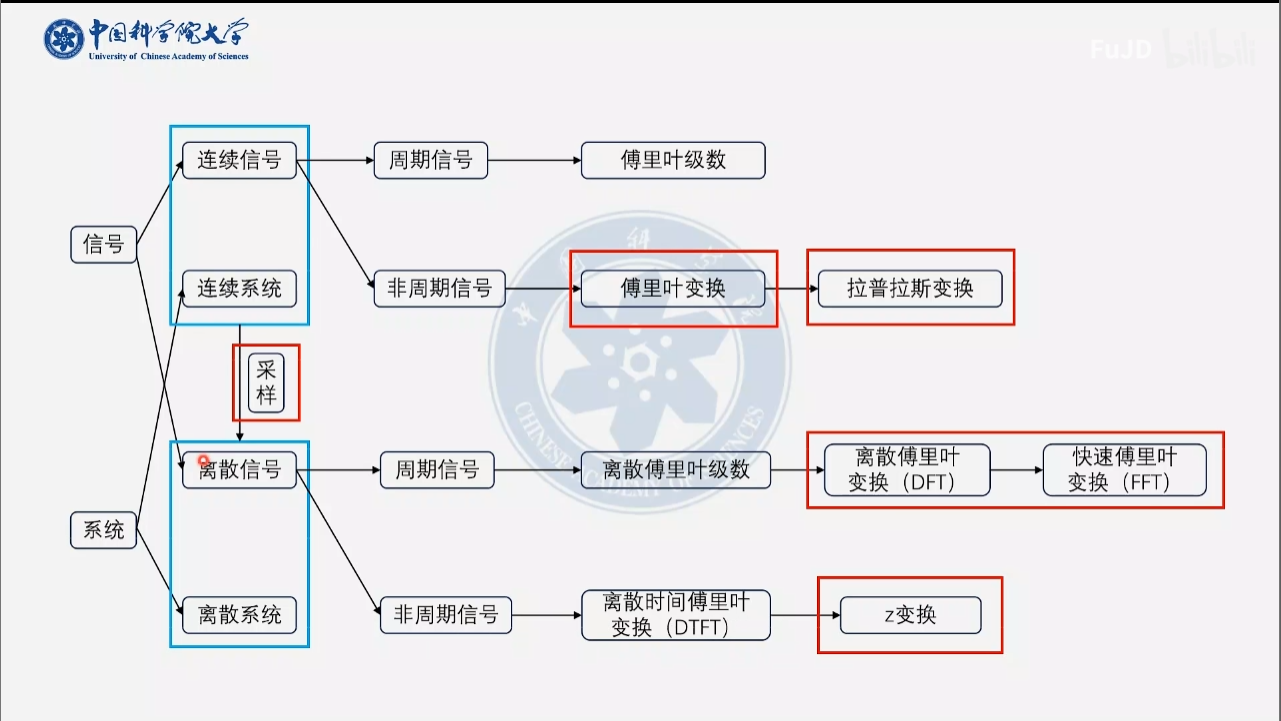 中国科学院大学
University of Chinese Academy of Sciences
FuJD bilibili
连续信号
周期信号
傅里叶级数
信号
连续系统
非周期信号
傅里叶变换
拉普拉斯变换
采
样
离散信号
周期信号
离散傅里叶级数
离散傅里叶
变换（DFT）
快速傅里叶
变换（FFT）
系统
离散系统
非周期信号
离散时间傅里叶
变换（DTFT）
z变换